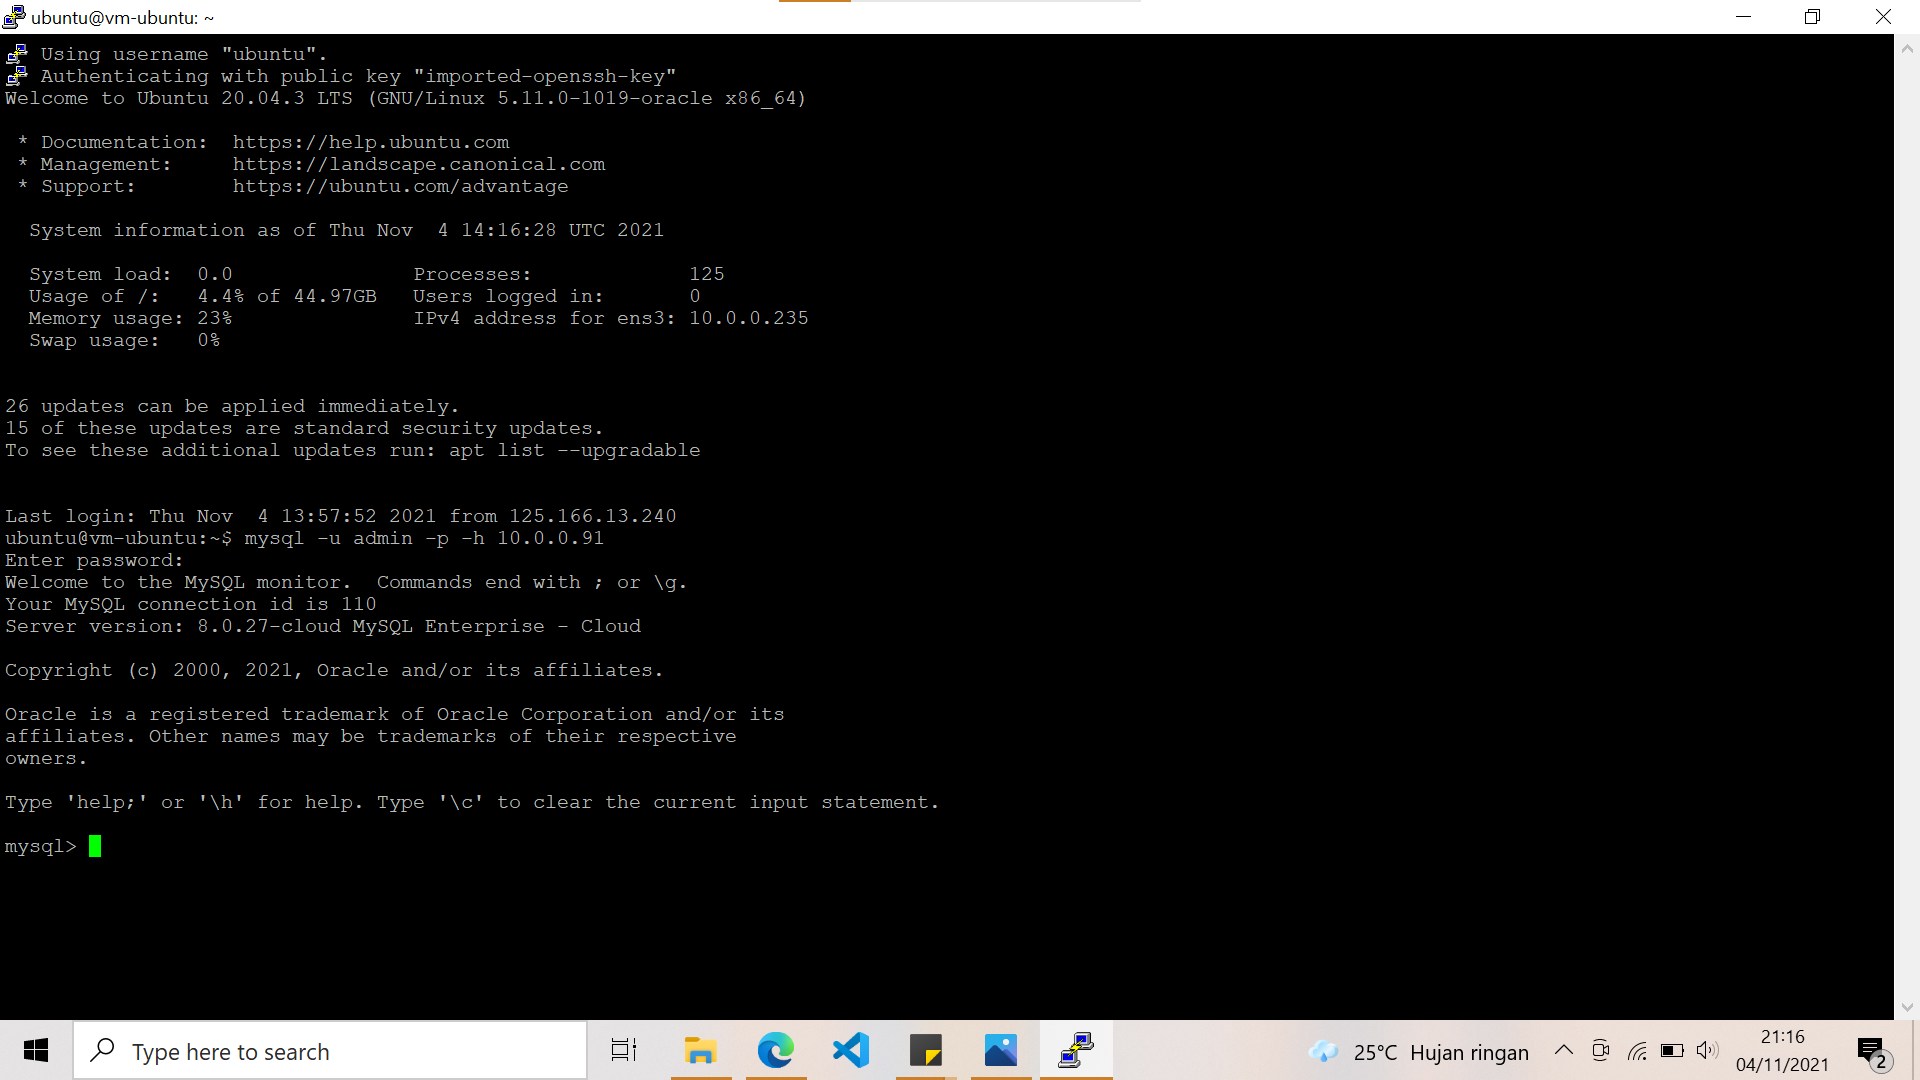 ubuntu@vm-ubuntu: ~
Using username "ubuntu".
Authenticating with public key "imported-openssh-key"
Welcome to Ubuntu 20.04.3 LTS (GNU/Linux 5.11.0-1019-oracle x86_64)
* Documentation:  https://help.ubuntu.com
* Management:     https://landscape.canonical.com
* Support:        https://ubuntu.com/advantage
System information as of Thu Nov  4 14:16:28 UTC 2021
System load:  0.0               Processes:             125
Usage of /:   4.4% of 44.97GB   Users logged in:       0
Memory usage: 23%               IPv4 address for ens3: 10.0.0.235
Swap usage:   0%
26 updates can be applied immediately.
15 of these updates are standard security updates.
To see these additional updates run: apt list --upgradable
Last login: Thu Nov  4 13:57:52 2021 from 125.166.13.240
ubuntu@vm-ubuntu:~$ mysql -u admin -p -h 10.0.0.91
Enter password:
Welcome to the MySQL monitor.  Commands end with ; or \g.
Your MySQL connection id is 110
Server version: 8.0.27-cloud MySQL Enterprise - Cloud
Copyright (c) 2000, 2021, Oracle and/or its affiliates.
Oracle is a registered trademark of Oracle Corporation and/or its
affiliates. Other names may be trademarks of their respective
owners.
Type 'help;' or '\h' for help. Type '\c' to clear the current input statement.
mysql>
Type here to search
25°C Hujan ringan
21:16
04/11/2021
2